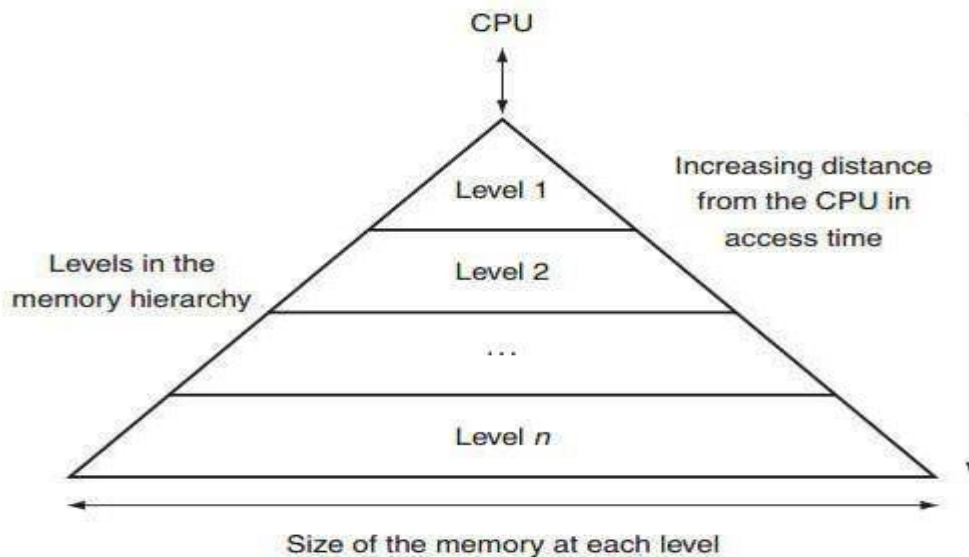 CPU
Level 1
Increasing distance
from the CPU in
access time
Levels in the
memory hierarchy
Level 2
...
Level n
Size of the memory at each level